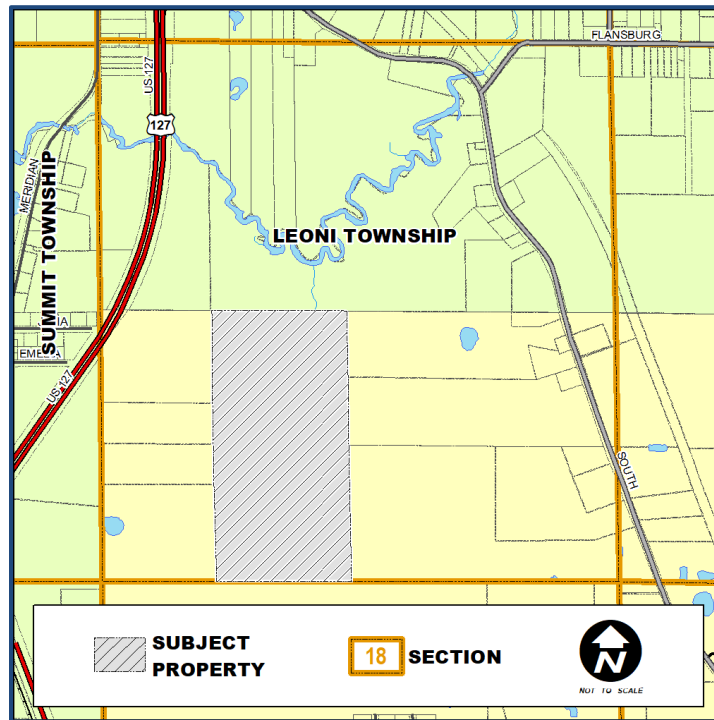 FLANSBURG
US-127
127
MERIDIAN
SUMMIT TOWNSHIP
LEONI TOWNSHIP
US-127
SOUTH
SUBJECT
PROPERTY
18
SECTION
N
NOT TO SCALE